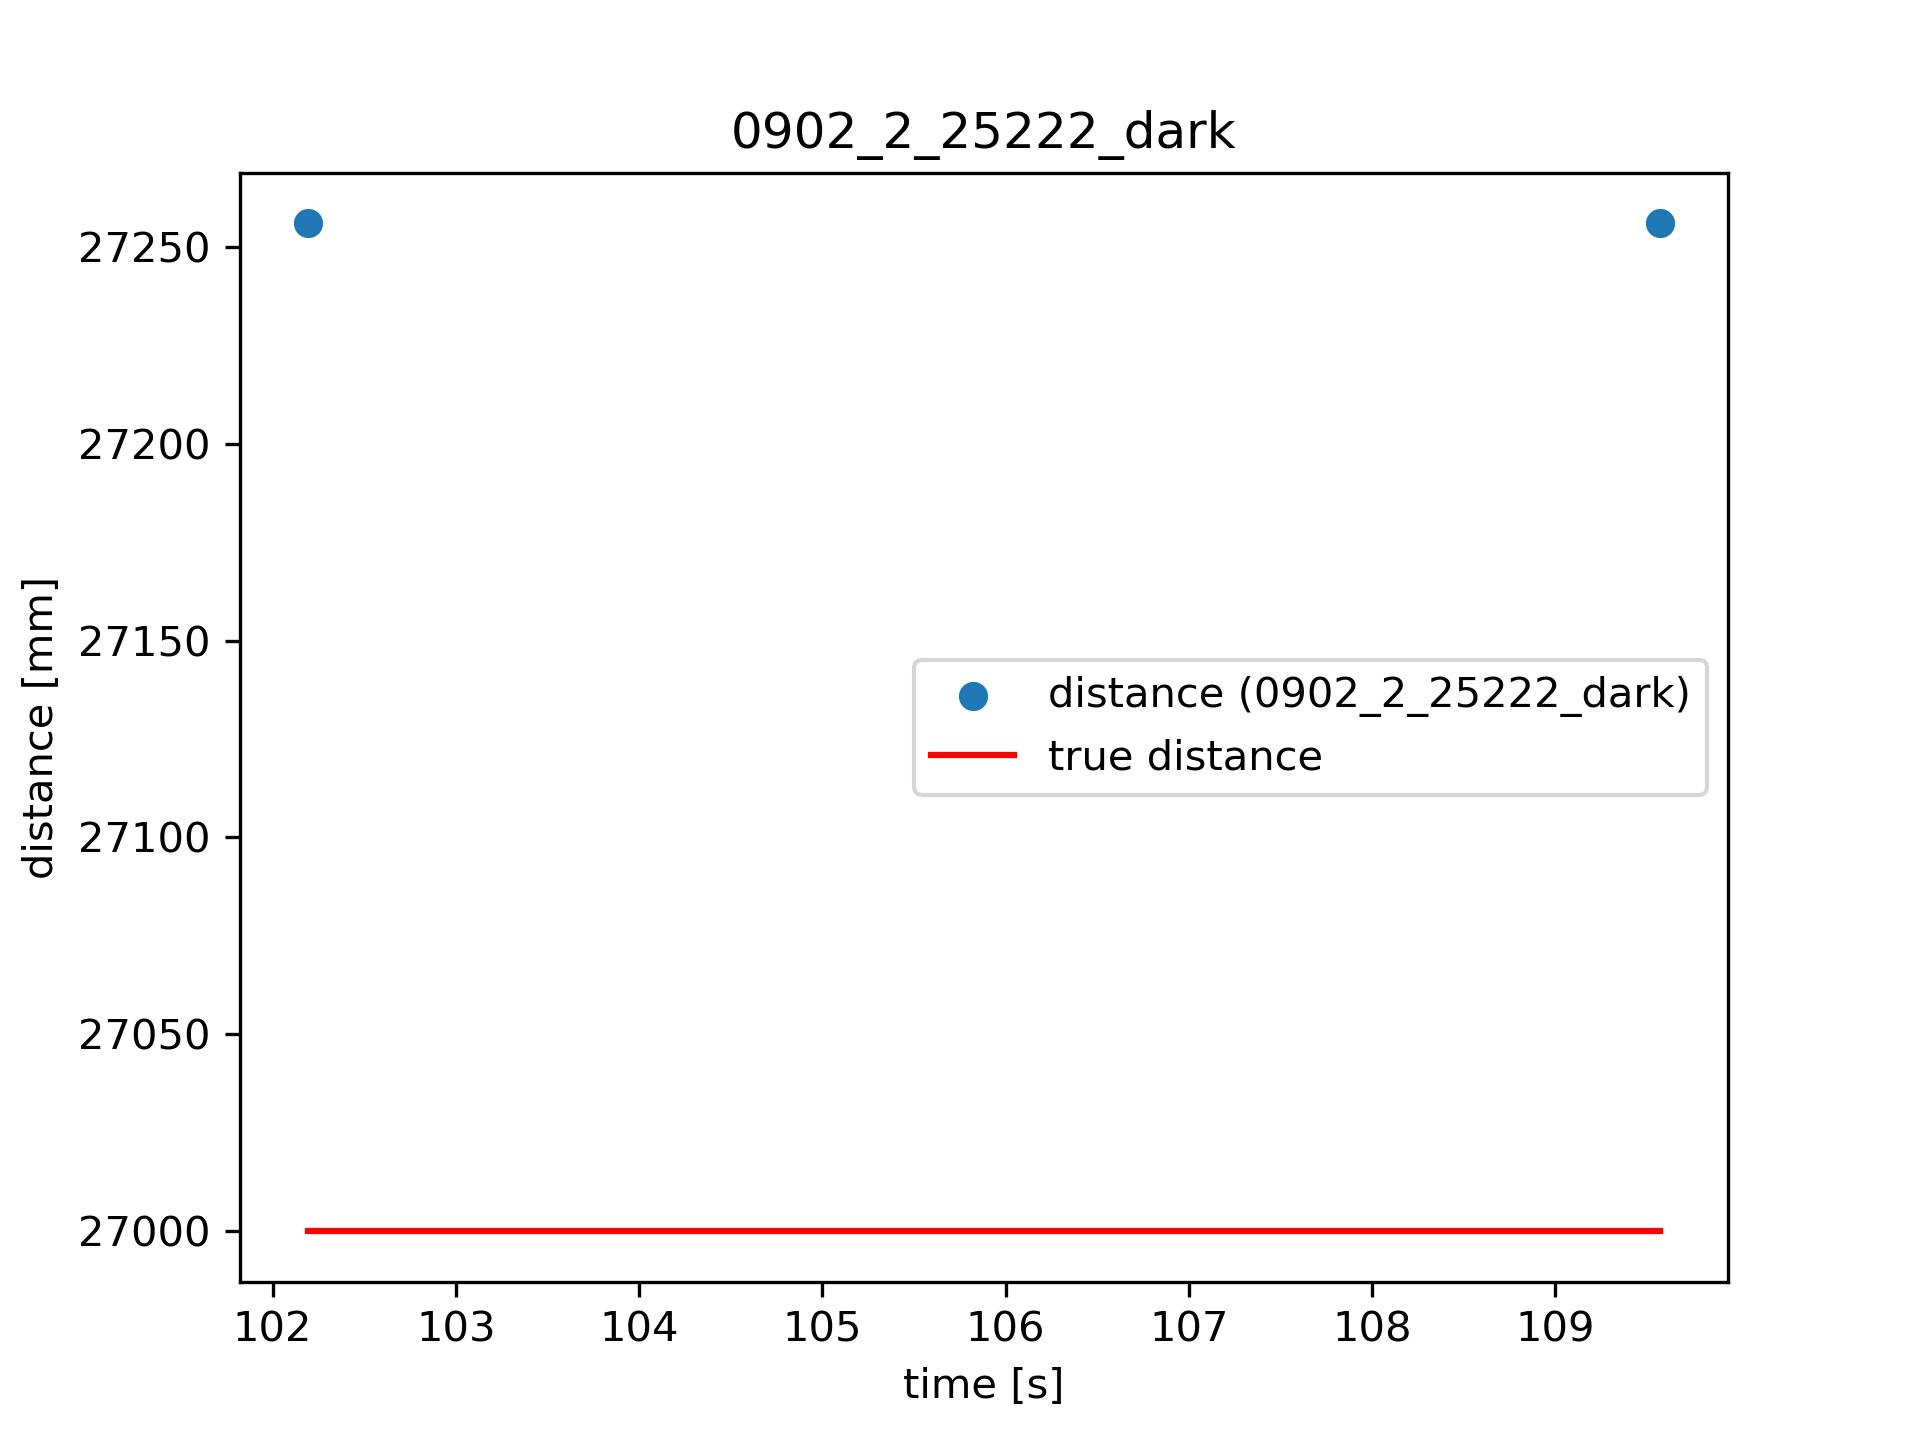 0902_2_25222_dark
27250
27200
27150
27100
27050
27000
distance [mm]
distance (0902_2_25222_dark)
true distance
102 103 104 105 106 107 108 109
time [s]